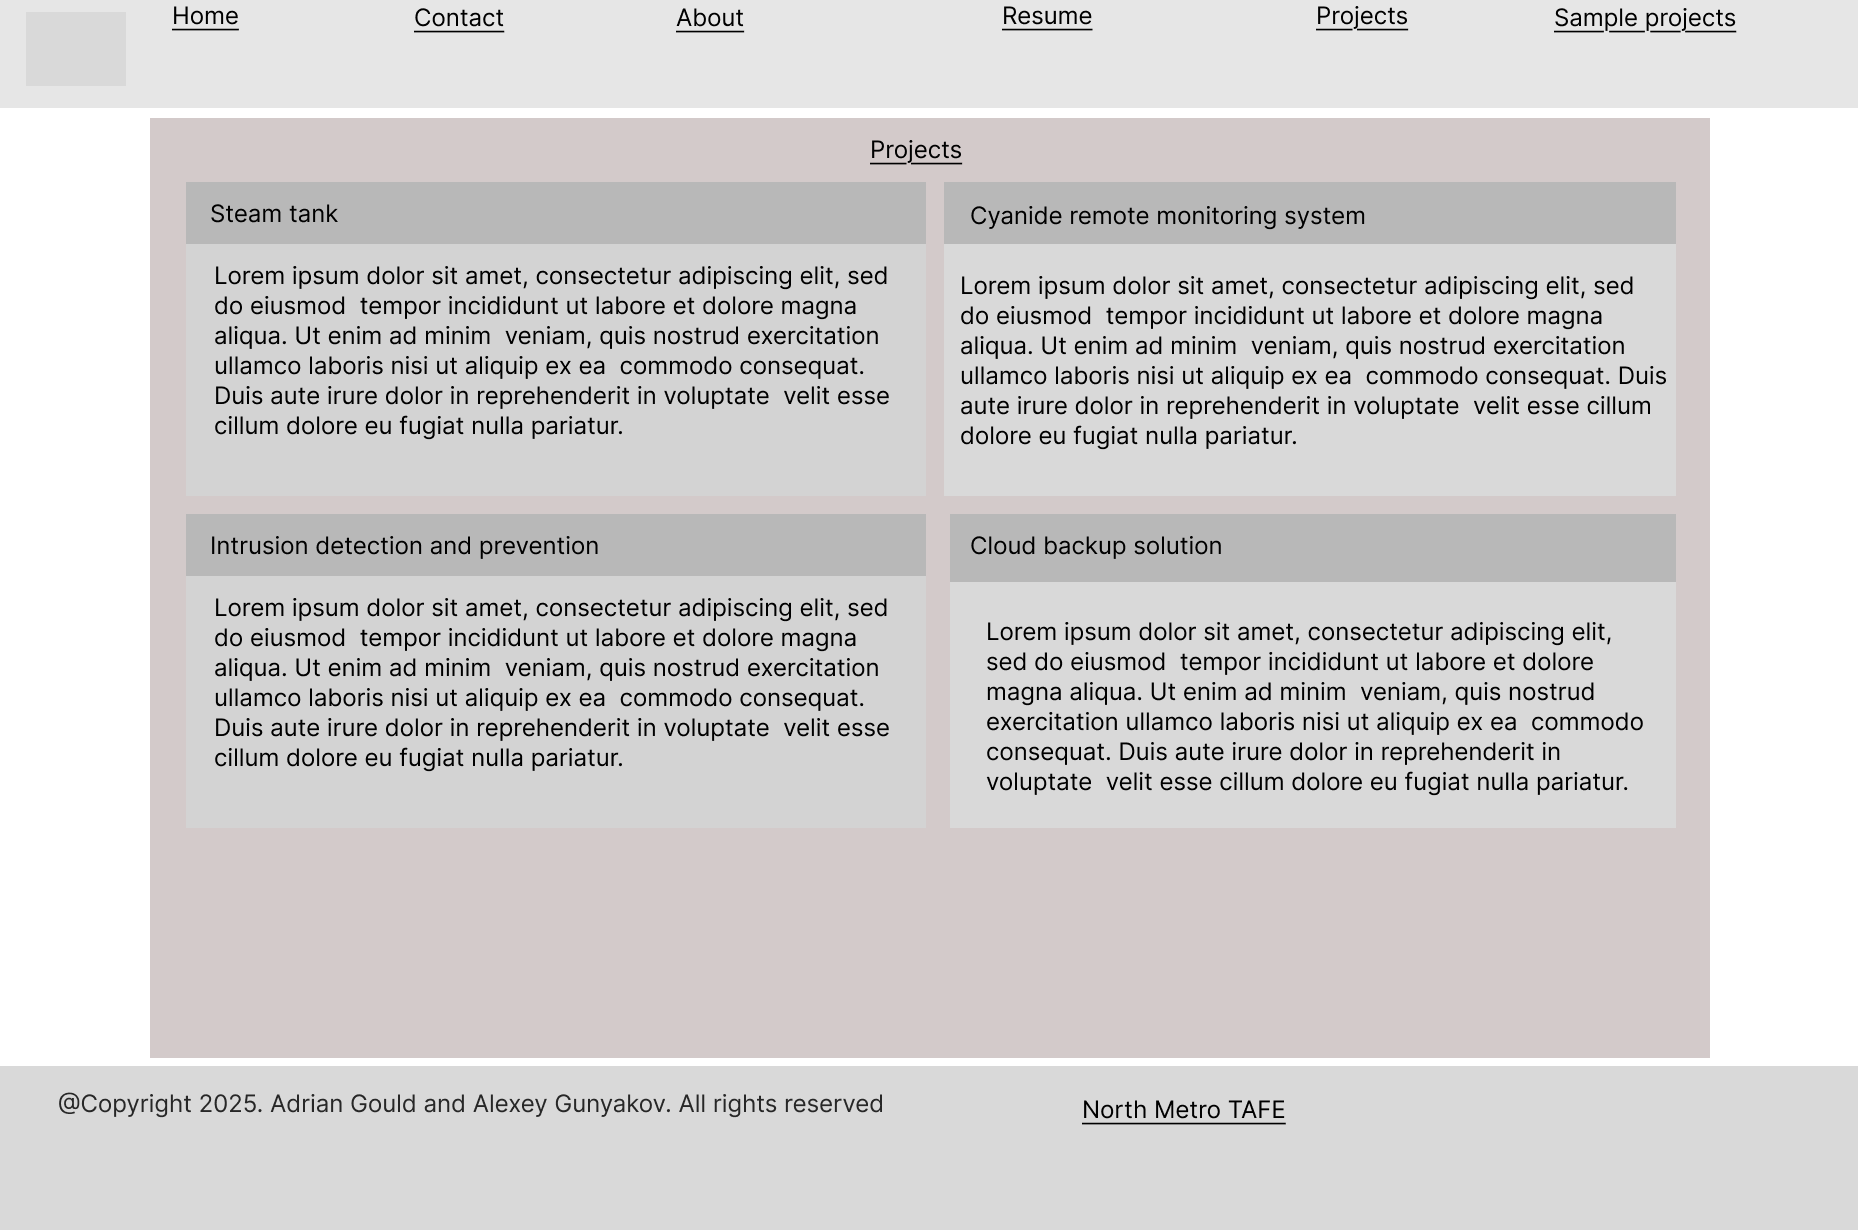 Home Contact About Resume Projects Sample projects
Projects
Steam tank
Lorem ipsum dolor sit amet, consectetur adipiscing elit, sed
do eiusmod  tempor incididunt ut labore et dolore magna
aliqua. Ut enim ad minim  veniam, quis nostrud exercitation
ullamco laboris nisi ut aliquip ex ea  commodo consequat.
Duis aute irure dolor in reprehenderit in voluptate  velit esse
cillum dolore eu fugiat nulla pariatur.
Cyanide remote monitoring system
Lorem ipsum dolor sit amet, consectetur adipiscing elit, sed
do eiusmod  tempor incididunt ut labore et dolore magna
aliqua. Ut enim ad minim  veniam, quis nostrud exercitation
ullamco laboris nisi ut aliquip ex ea  commodo consequat. Duis
aute irure dolor in reprehenderit in voluptate  velit esse cillum
dolore eu fugiat nulla pariatur.
Intrusion detection and prevention
Lorem ipsum dolor sit amet, consectetur adipiscing elit, sed
do eiusmod  tempor incididunt ut labore et dolore magna
aliqua. Ut enim ad minim  veniam, quis nostrud exercitation
ullamco laboris nisi ut aliquip ex ea  commodo consequat.
Duis aute irure dolor in reprehenderit in voluptate  velit esse
cillum dolore eu fugiat nulla pariatur.
Cloud backup solution
Lorem ipsum dolor sit amet, consectetur adipiscing elit,
sed do eiusmod  tempor incididunt ut labore et dolore
magna aliqua. Ut enim ad minim  veniam, quis nostrud
exercitation ullamco laboris nisi ut aliquip ex ea  commodo
consequat. Duis aute irure dolor in reprehenderit in
voluptate  velit esse cillum dolore eu fugiat nulla pariatur.
@Copyright 2025. Adrian Gould and Alexey Gunyakov. All rights reserved
North Metro TAFE